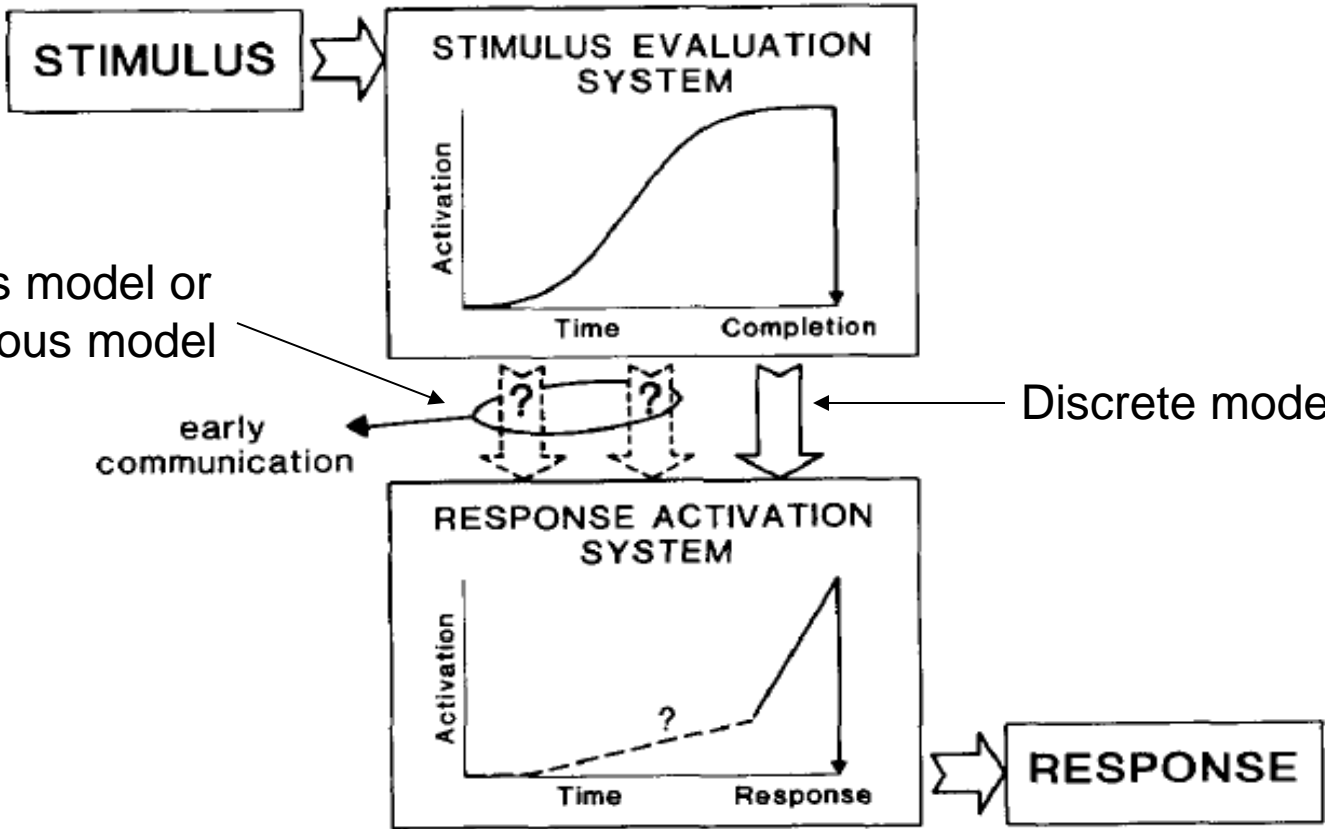 STIMULUS
STIMULUS EVALUATION
SYSTEM
Activation
Time
Completion
s model or
ous model
?
?
early
communication
Discrete mode
RESPONSE ACTIVATION
SYSTEM
Activation
?
Time
Response
RESPONSE